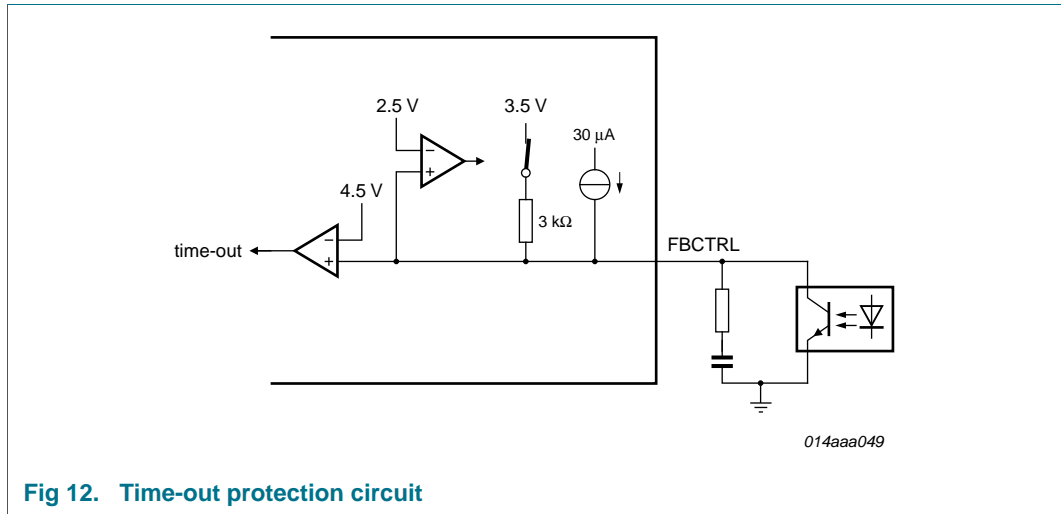 2.5 V
3.5 V
30 μA
−
+
4.5 V
−
+
3 kΩ
time-out
FBCTRL
014aaa049
Fig 12. Time-out protection circuit